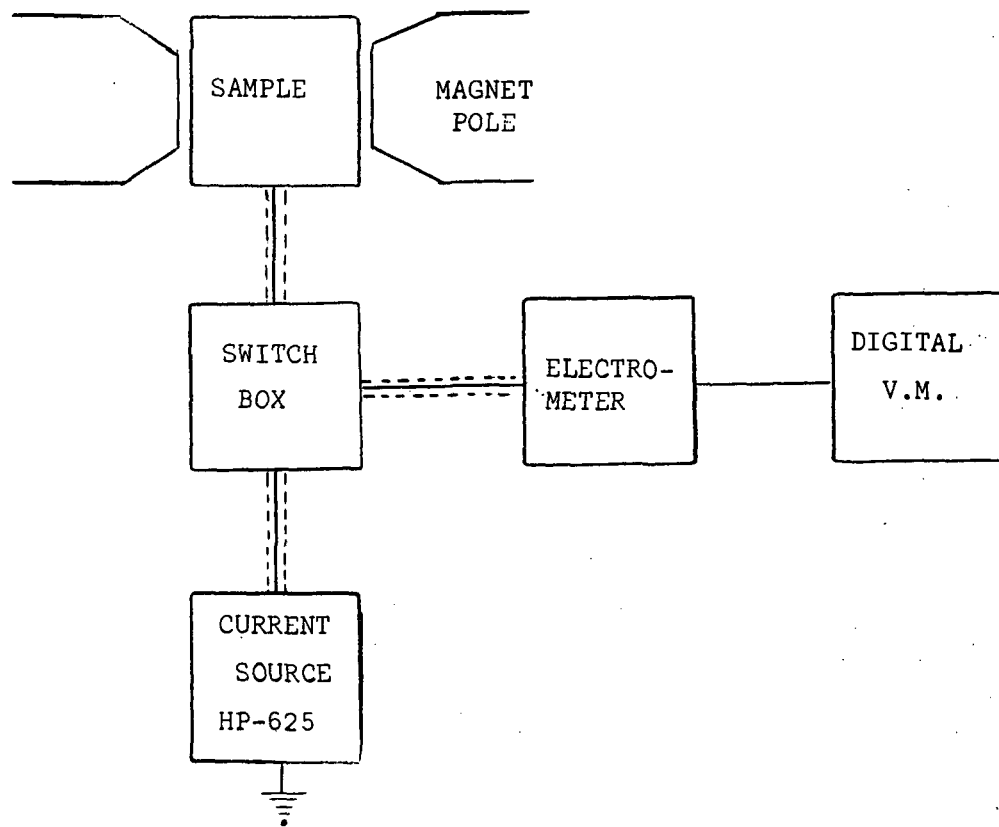 SAMPLE
MAGNET
POLE
SWITCH
BOX
ELECTRO-
METER
DIGITAL
V.M.
CURRENT
SOURCE
HP-625